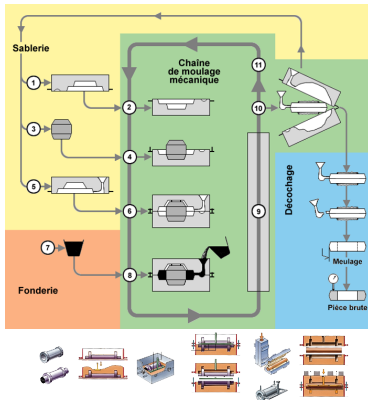 Sablerie
Chaîne
de moulage
mécanique
11
1
2
10
3
4
5
6
9
Décochage
7
8
Fonderie
Meulage
Pièce brute